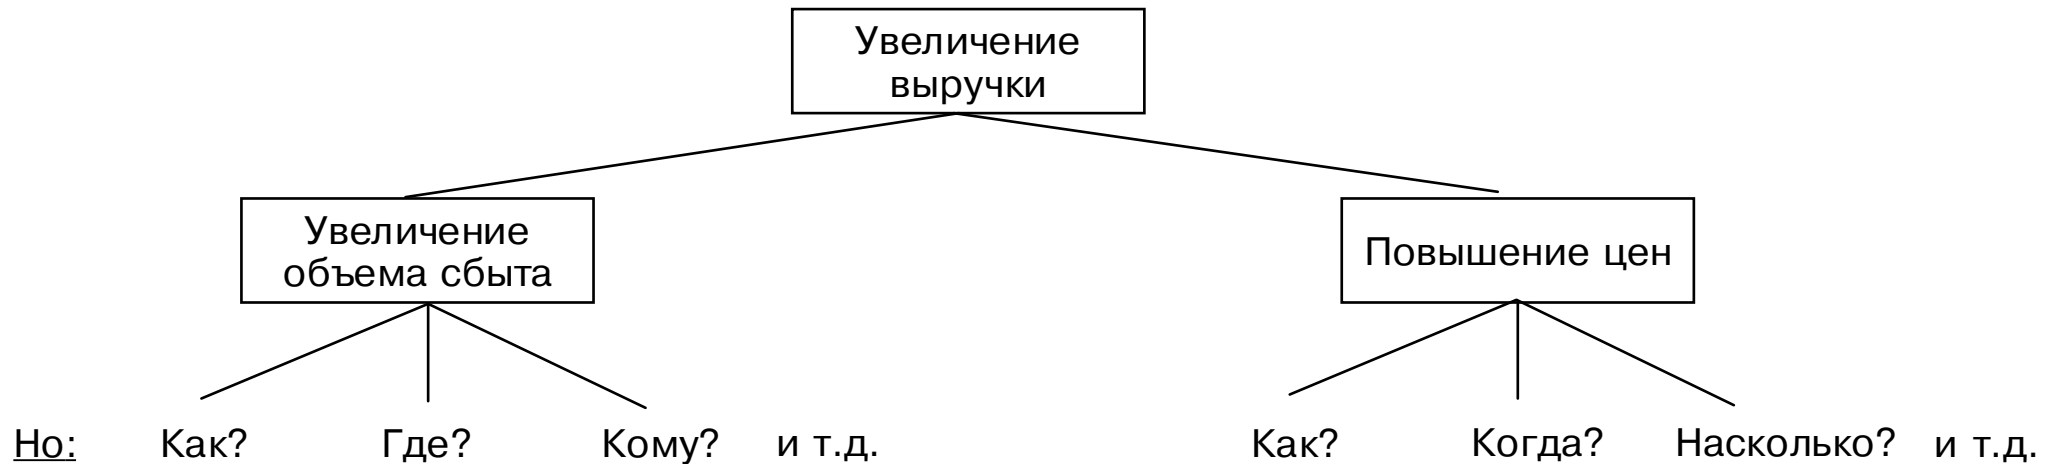 Увеличение
выручки
Увеличение
объема сбыта
Повышение цен
Но: Как? Где? Кому? и т.д. Как? Когда? Насколько? и т.д.